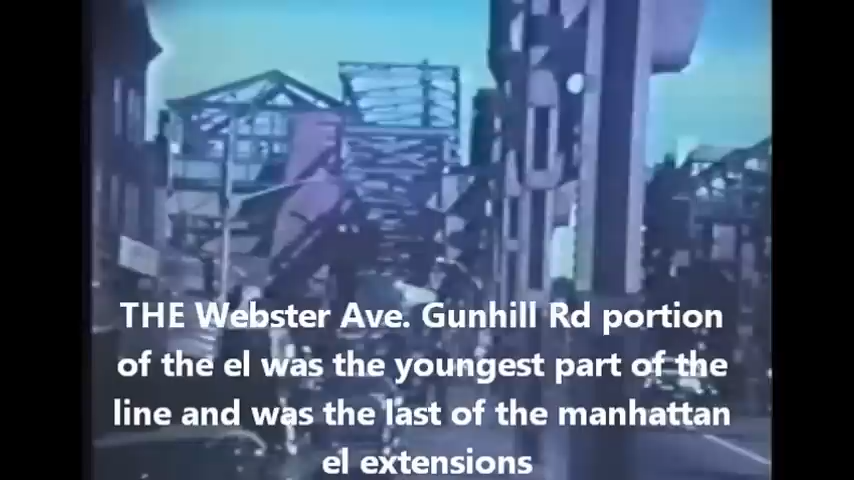 THE Webster Ave. Gunhill Rd portion
of the el was the youngest part of the
line and was the last of the manhattan
el extensions